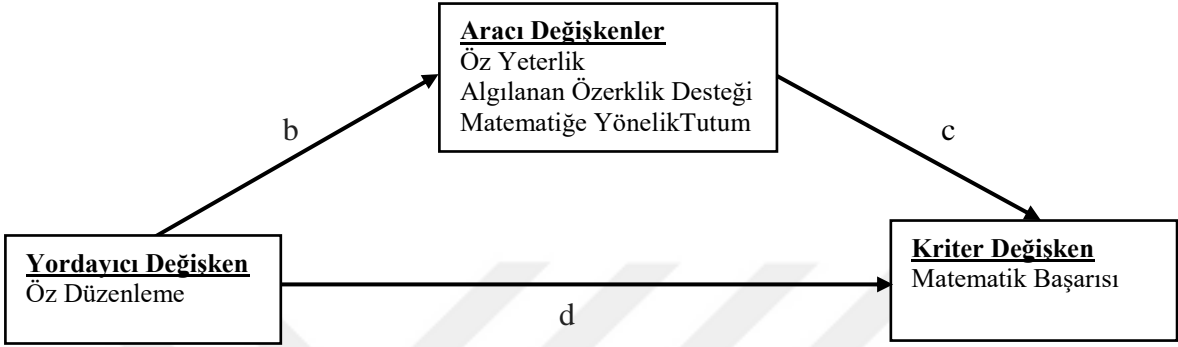 Aracı Değişkenler
Öz Yeterlik
Algılanan Özerklik Desteği
Matematiğe YönelikTutum
b
c
Yordayıcı Değişken
Öz Düzenleme
Kriter Değişken
Matematik Başarısı
d